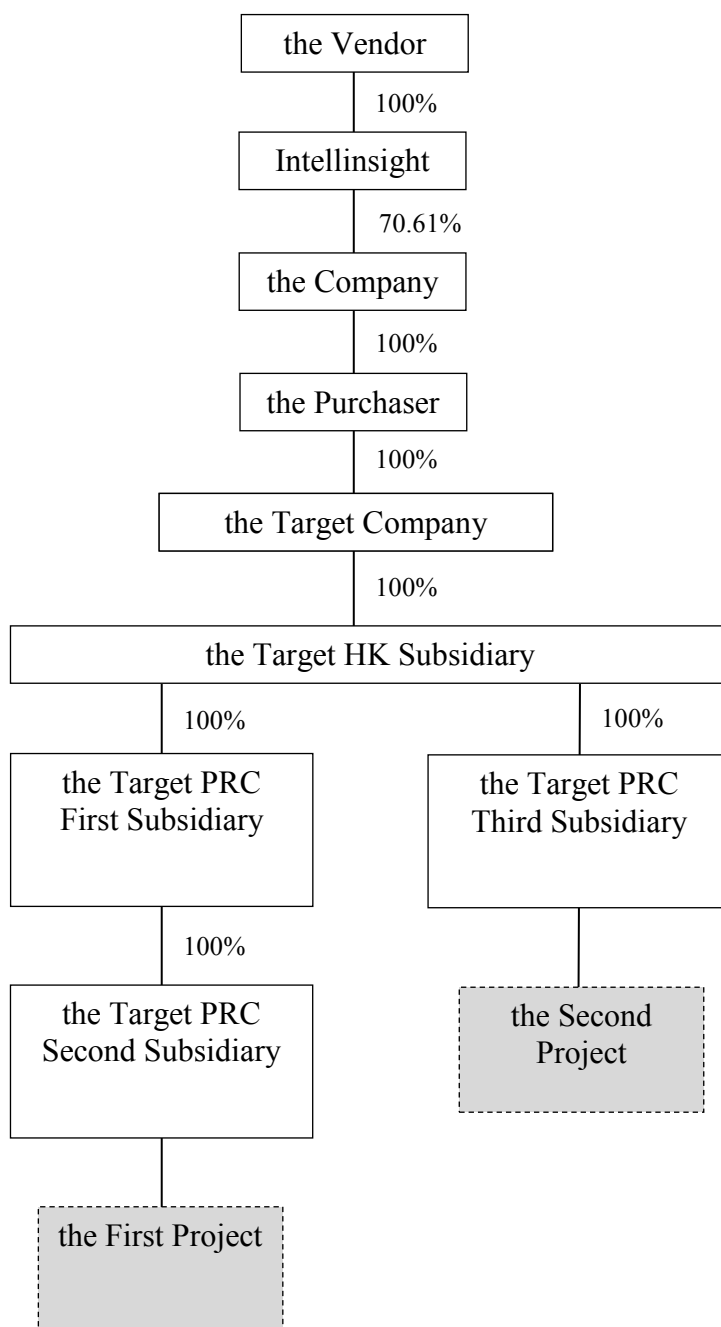 the Vendor
100%
Intellinsight
70.61%
the Company
100%
the Purchaser
100%
the Target Company
100%
the Target HK Subsidiary
100%
100%
the Target PRC
First Subsidiary
the Target PRC
Third Subsidiary
100%
the Target PRC
Second Subsidiary
the Second
Project
the First Project